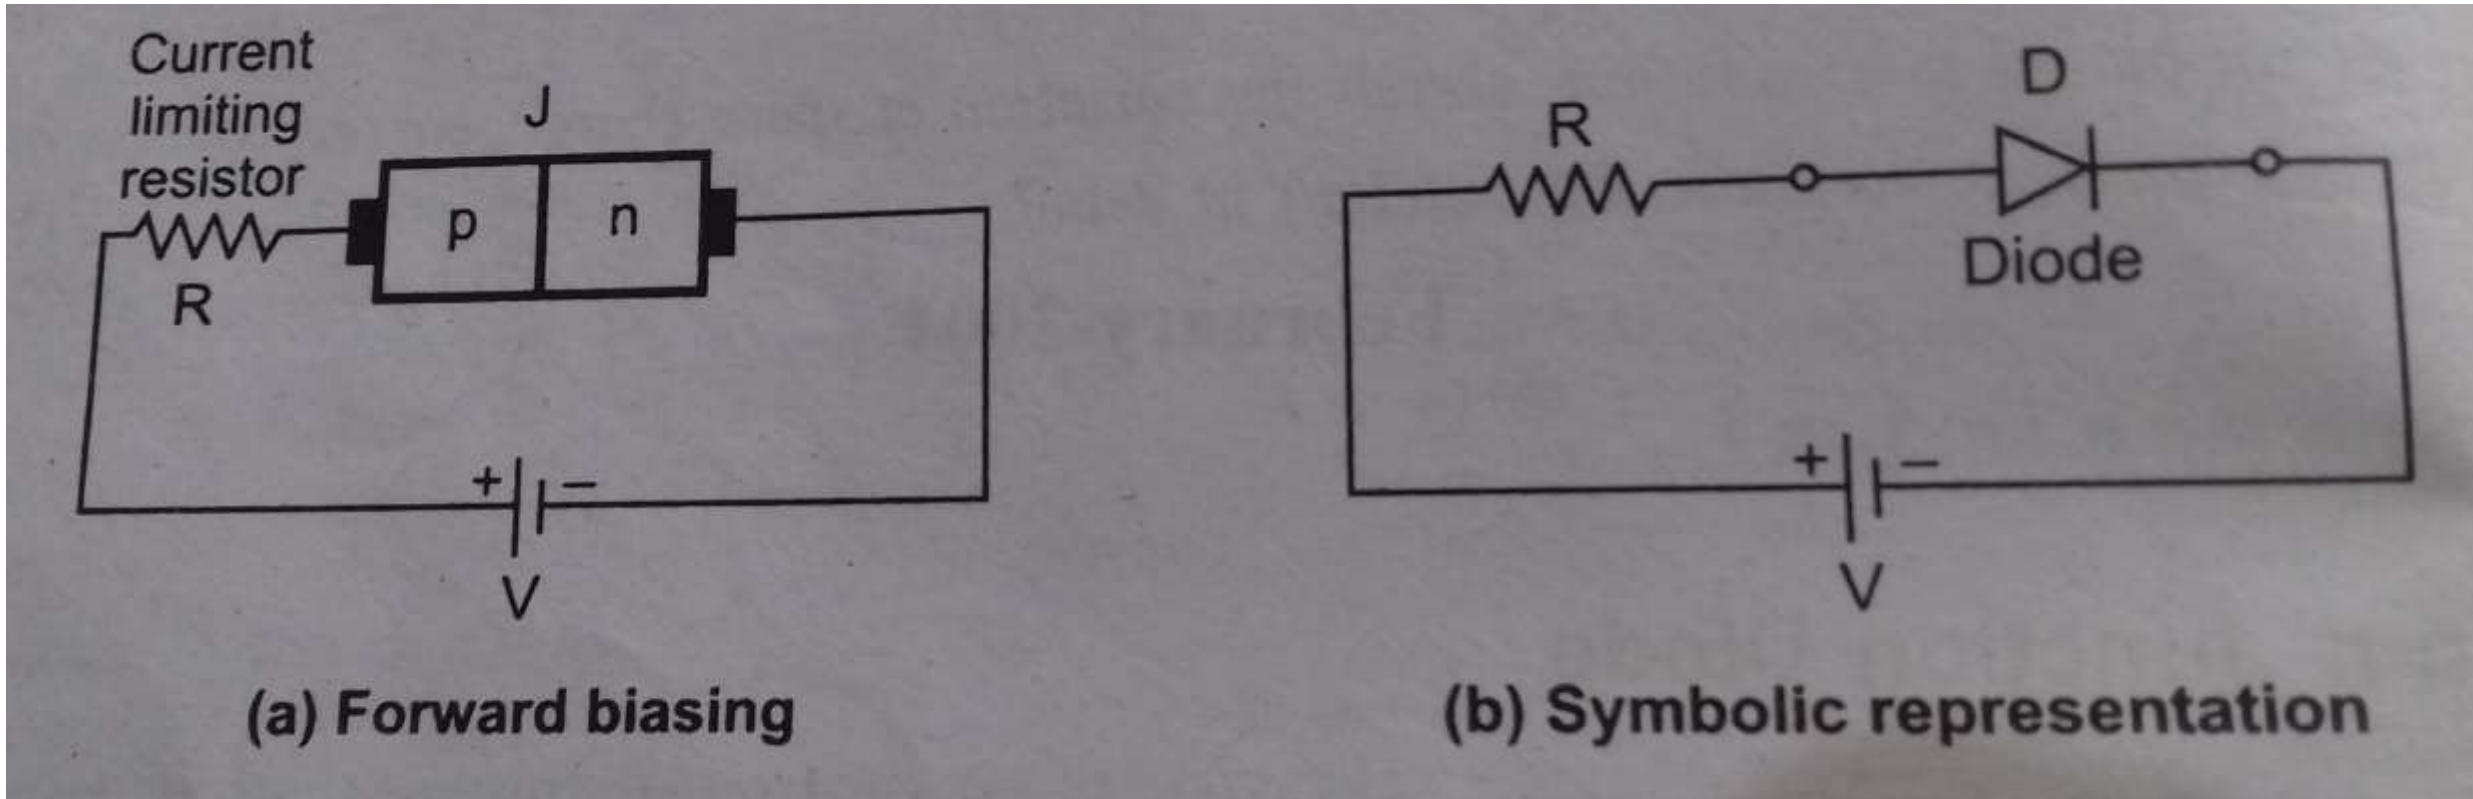 Current
limiting
resistor
J
p
n
R
+
−
V
(a) Forward biasing
D
R
Diode
+
−
V
(b) Symbolic representation